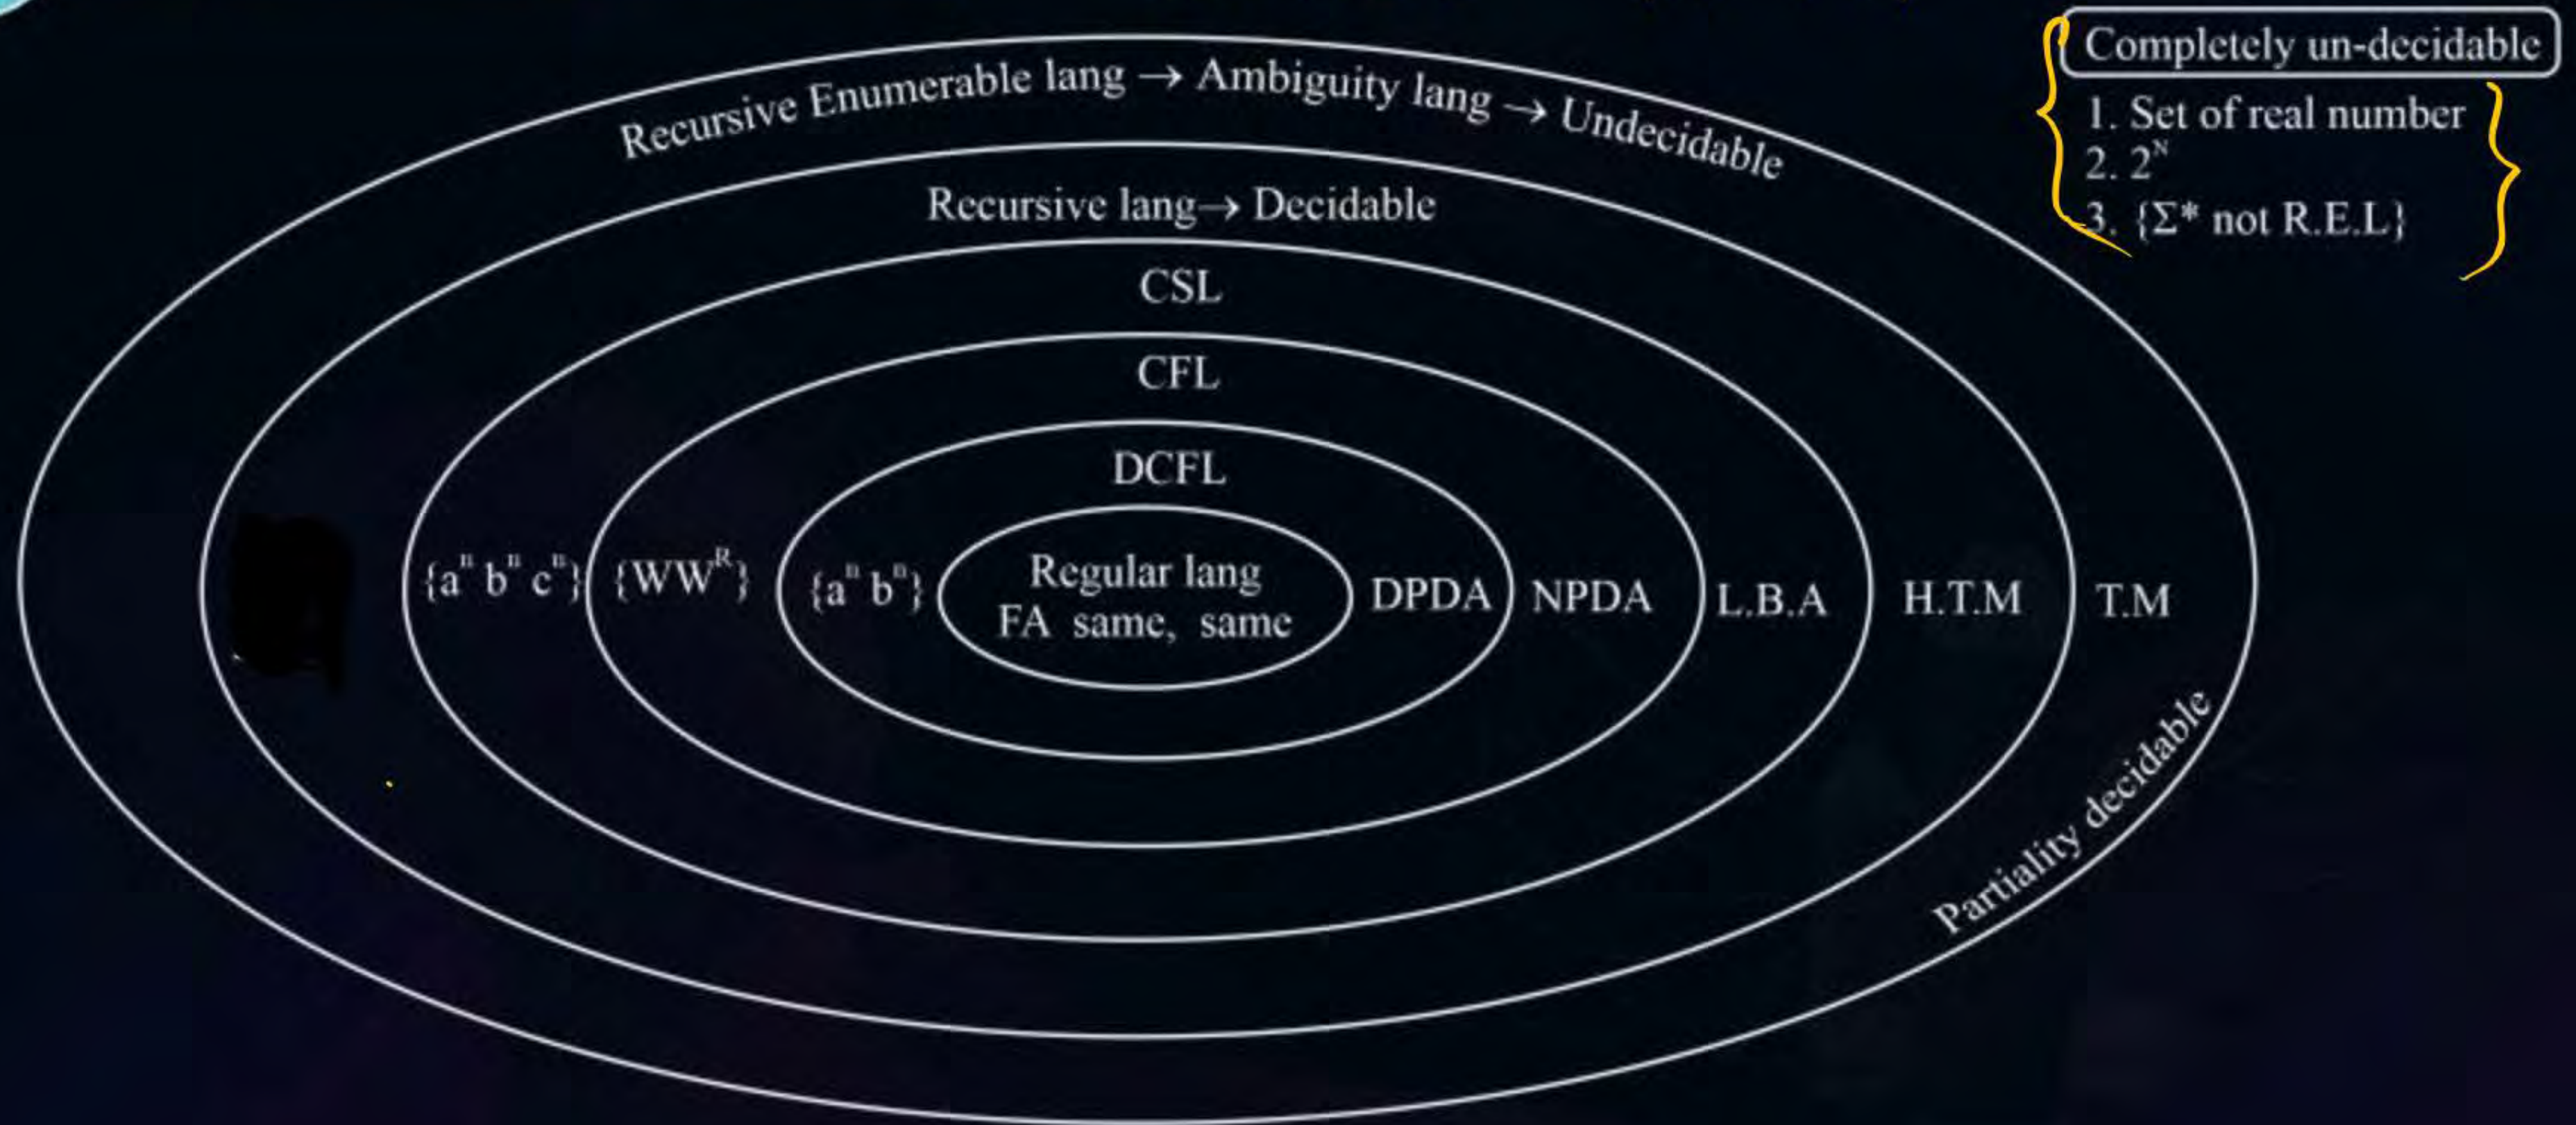 Completely un-decidable
1. Set of real number
2. 2ᴺ
3. {Σ* not R.E.L}
Recursive Enumerable lang → Ambiguity lang → Undecidable
Recursive lang→ Decidable
CSL
CFL
DCFL
{aⁿ bⁿ cⁿ}
{WWᴿ}
{aⁿ bⁿ}
Regular lang
FA same, same
DPDA
NPDA
L.B.A
H.T.M
T.M
Partiality decidable